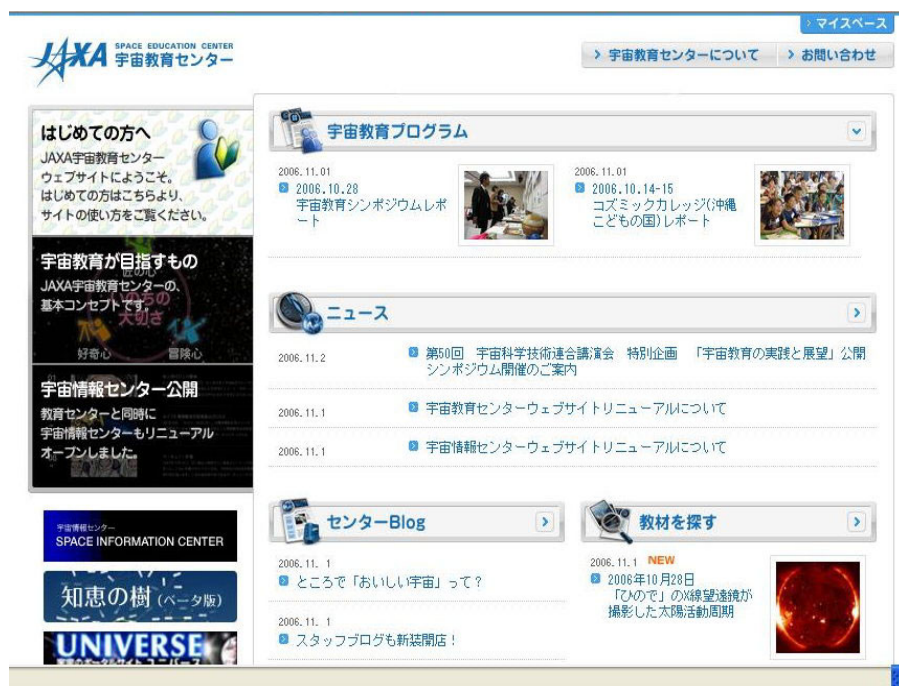 マイスペース
JAXA SPACE EDUCATION CENTER
宇宙教育センター
宇宙教育センターについて
お問い合わせ
はじめての方へ
JAXA宇宙教育センター
ウェブサイトにようこそ。
はじめての方はこちらより、
サイトの使い方をご覧ください。
宇宙教育が目指すもの
匠の心
JAXA宇宙教育センターの、
基本コンセプトです。
いのちの
大切さ
好奇心
冒険心
宇宙情報センター公開
教育センターと同時に
宇宙情報センターもリニューアル
オープンしました。
宇宙情報センター
SPACE INFORMATION CENTER
知恵の樹 (ベータ版)
UNIVERSE
宇宙教育プログラム
2006.11.01
2006.10.28
宇宙教育シンポジウムレポ
ート
2006.11.01
2006.10.14-15
コズミックカレッジ(沖縄
こどもの国)レポート
ニュース
2006.11.2
第50回 宇宙科学技術連合講演会 特別企画 「宇宙教育の実践と展望」公開
シンポジウム開催のご案内
2006.11.1
宇宙教育センターウェブサイトリニューアルについて
2006.11.1
宇宙情報センターウェブサイトリニューアルについて
センターBlog
2006.11. 1
ところで「おいしい宇宙」って？
2006.11. 1
スタッフブログも新装開店！
教材を探す
2006.11.1 NEW
2006年10月28日
「ひので」のX線望遠鏡が
撮影した太陽活動周期